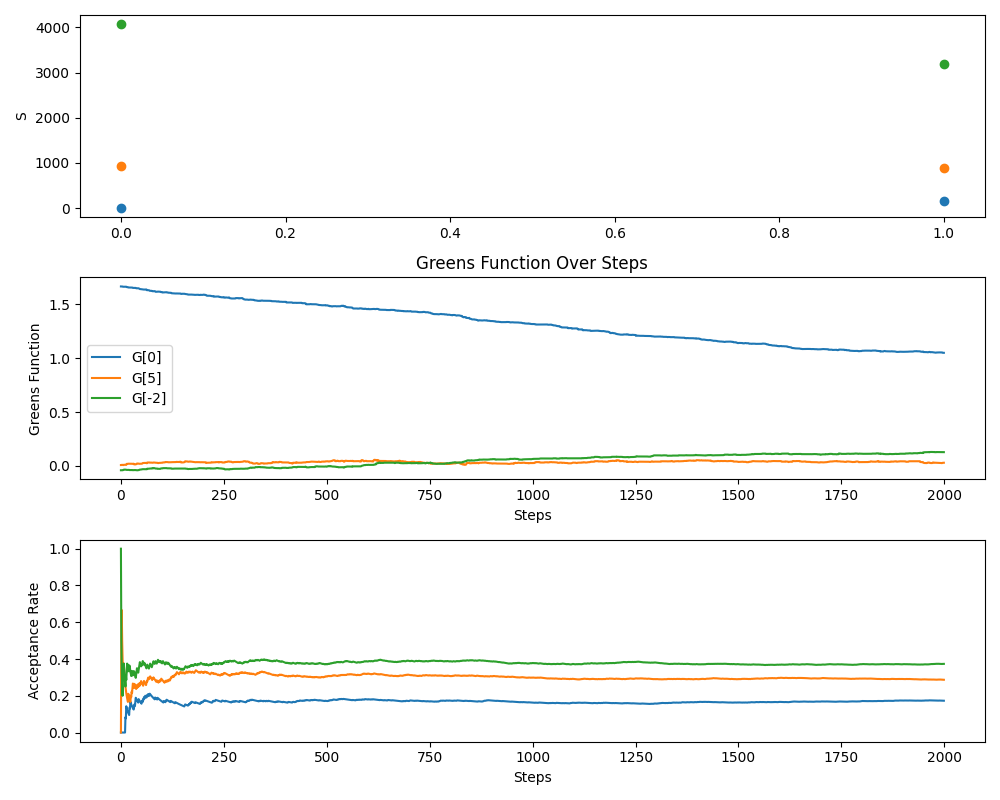 4000
3000
2000
1000
0
S
0.0 0.2 0.4 0.6 0.8 1.0
Greens Function Over Steps
1.5
1.0
0.5
0.0
Greens Function
G[0]
G[5]
G[-2]
0 250 500 750 1000 1250 1500 1750 2000
Steps
1.0
0.8
0.6
0.4
0.2
0.0
Acceptance Rate
0 250 500 750 1000 1250 1500 1750 2000
Steps